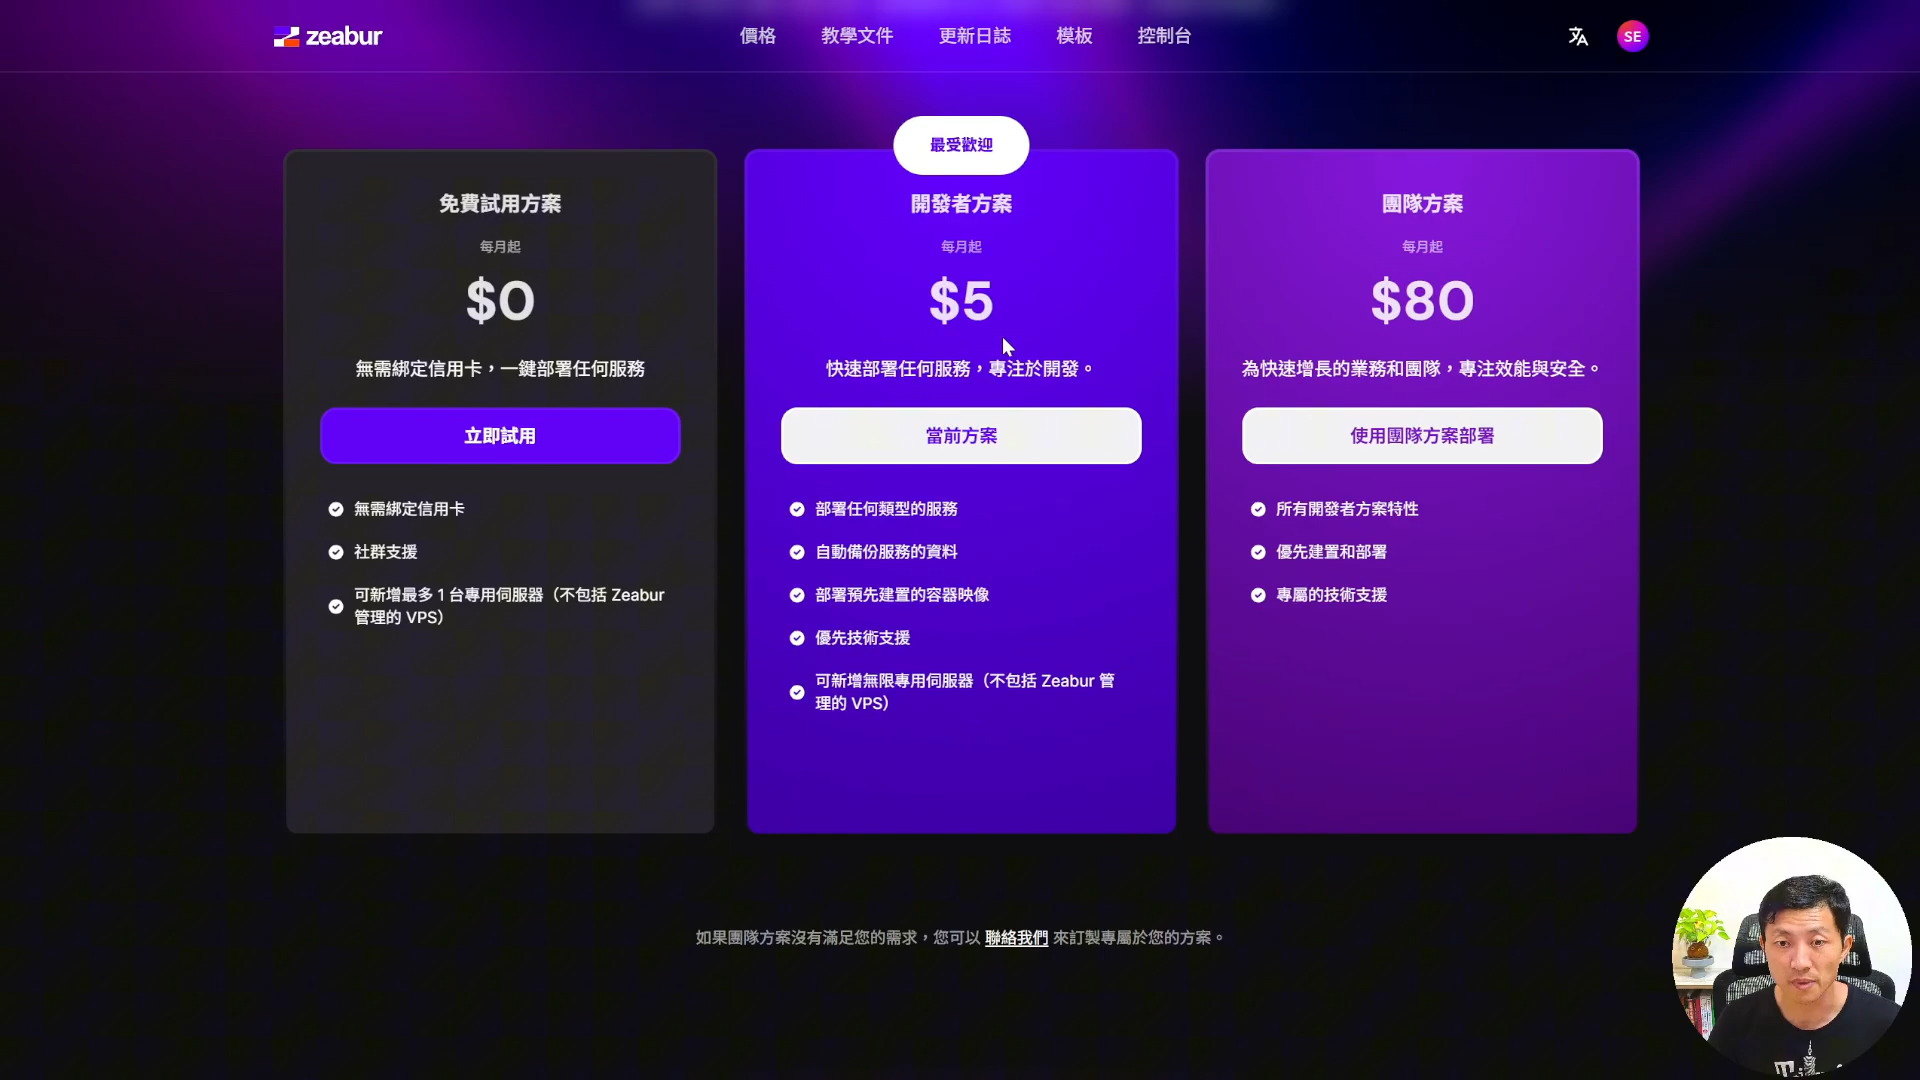 zeabur
價格
教學文件
更新日誌
模板
控制台
SE
最受歡迎
免費試用方案
每月起
$0
無需綁定信用卡，一鍵部署任何服務
立即試用
無需綁定信用卡
社群支援
可新增最多 1 台專用伺服器（不包括 Zeabur
管理的 VPS）
開發者方案
每月起
$5
快速部署任何服務，專注於開發。
當前方案
部署任何類型的服務
自動備份服務的資料
部署預先建置的容器映像
優先技術支援
可新增無限專用伺服器（不包括 Zeabur 管
理的 VPS）
團隊方案
每月起
$80
為快速增長的業務和團隊，專注效能與安全。
使用團隊方案部署
所有開發者方案特性
優先建置和部署
專屬的技術支援
如果團隊方案沒有滿足您的需求，您可以 聯絡我們 來訂製專屬於您的方案。